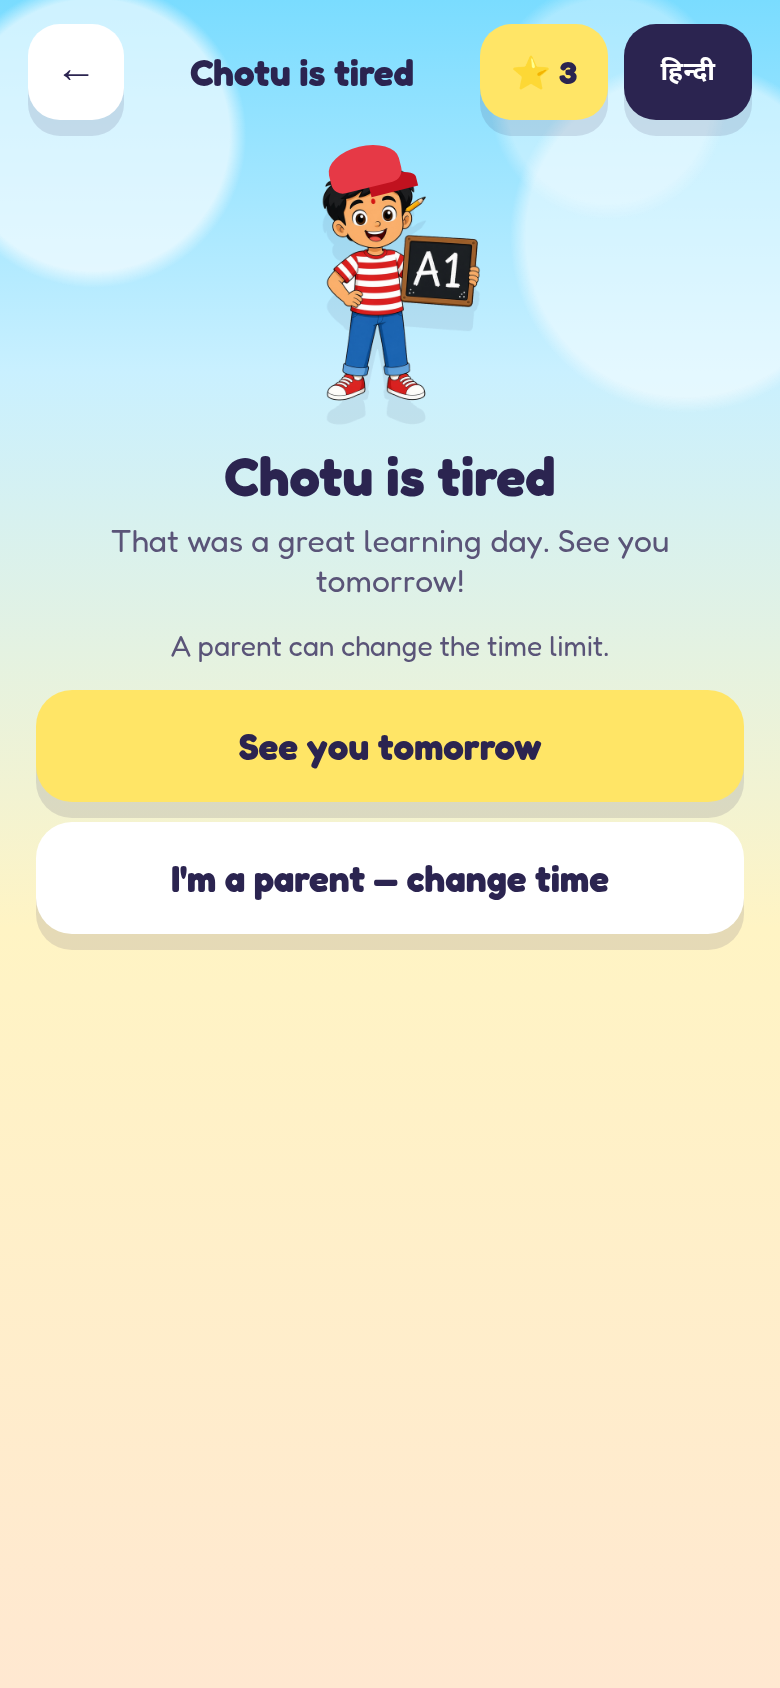 ← Chotu is tired ⭐ 3 हिन्दी
A1
Chotu is tired
That was a great learning day. See you
tomorrow!
A parent can change the time limit.
See you tomorrow
I'm a parent — change time